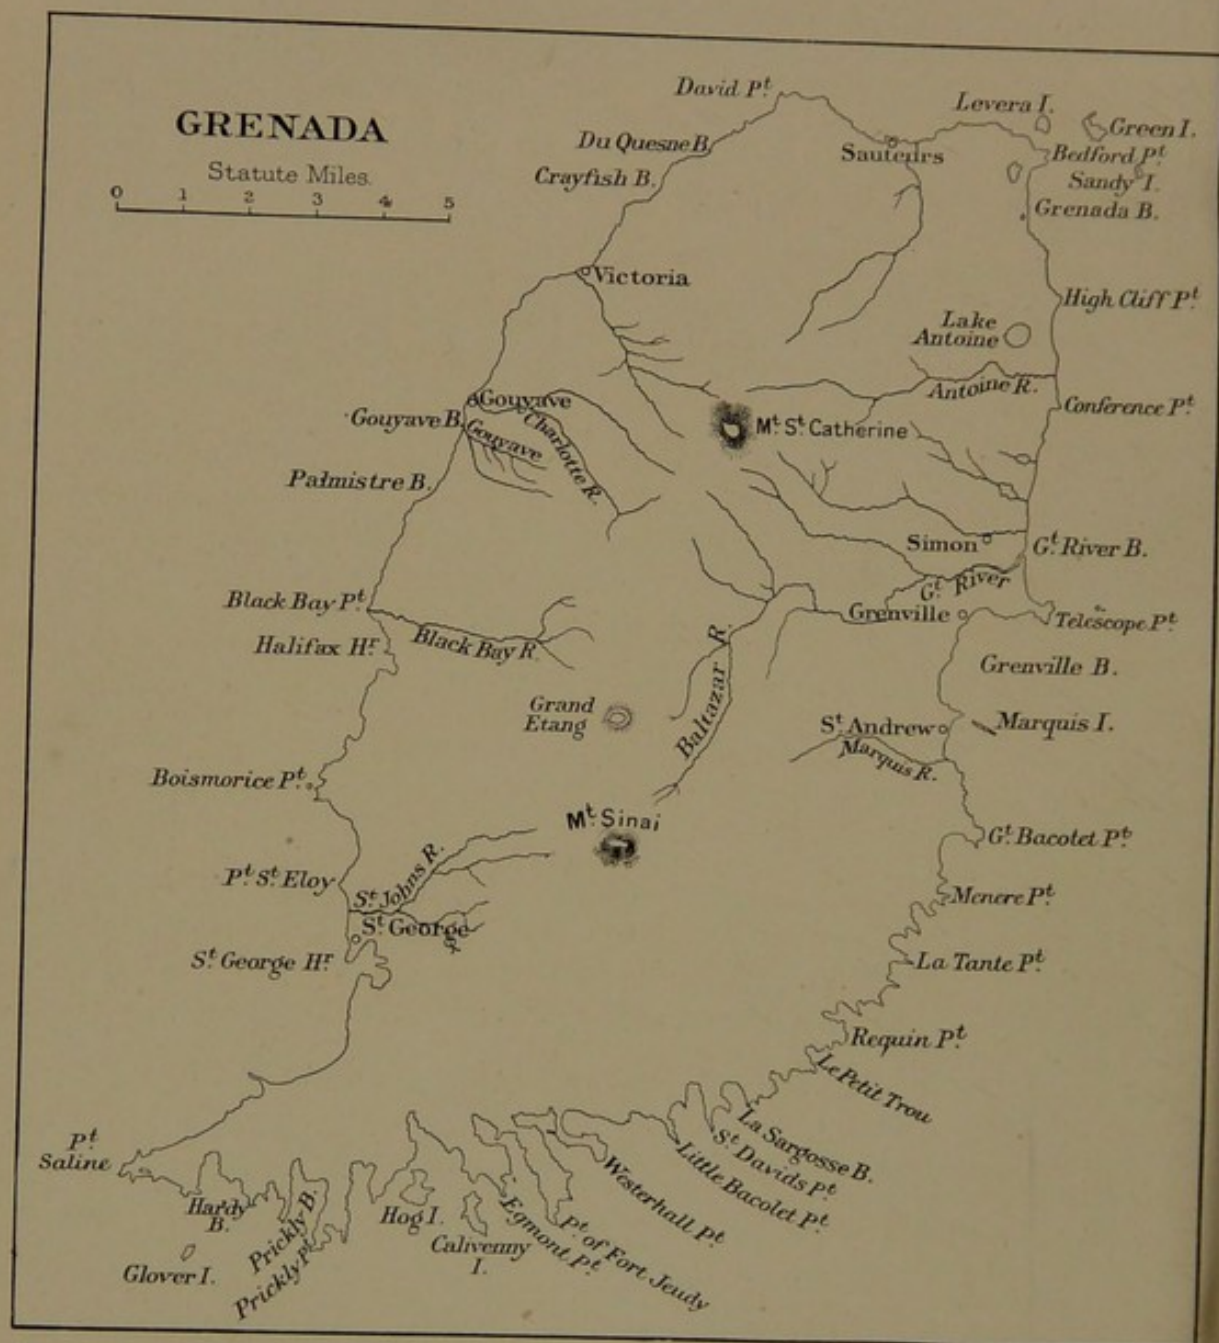 GRENADA
Statute Miles.
0 1 2 3 4 5
David Pt.
Levera I.
Green I.
Du Quesne B.
Sauteurs
Bedford Pt.
Crayfish B.
Sandy I.
Grenada B.
Victoria
High Cliff Pt.
Lake
Antoine
Antoine R.
Gouyave
Conference Pt.
Gouyave B.
Gouyave
Charlotte R.
Mt. St. Catherine
Palmistre B.
Simon
Gt. River B.
Gt. River
Black Bay Pt.
Grenville
Telescope Pt.
Halifax Hr.
Black Bay R.
Baltazar R.
Grenville B.
Grand
Etang
St. Andrew
Marquis I.
Marquis R.
Boismorice Pt.
Mt. Sinai
Gt. Bacolet Pt.
St. Johns R.
Pt. St. Eloy
Menere Pt.
St. George
St. George Hr.
La Tante Pt.
Requin Pt.
Le Petit Trou
La Sargosse B.
St. Davids Pt.
Little Bacolet Pt.
Westerhall Pt.
Pt. of Fort Jeudy
Egmont Pt.
Pt.
Saline
Hardy
B.
Prickly B.
Prickly Pt.
Hog I.
Calivenny
I.
Glover I.